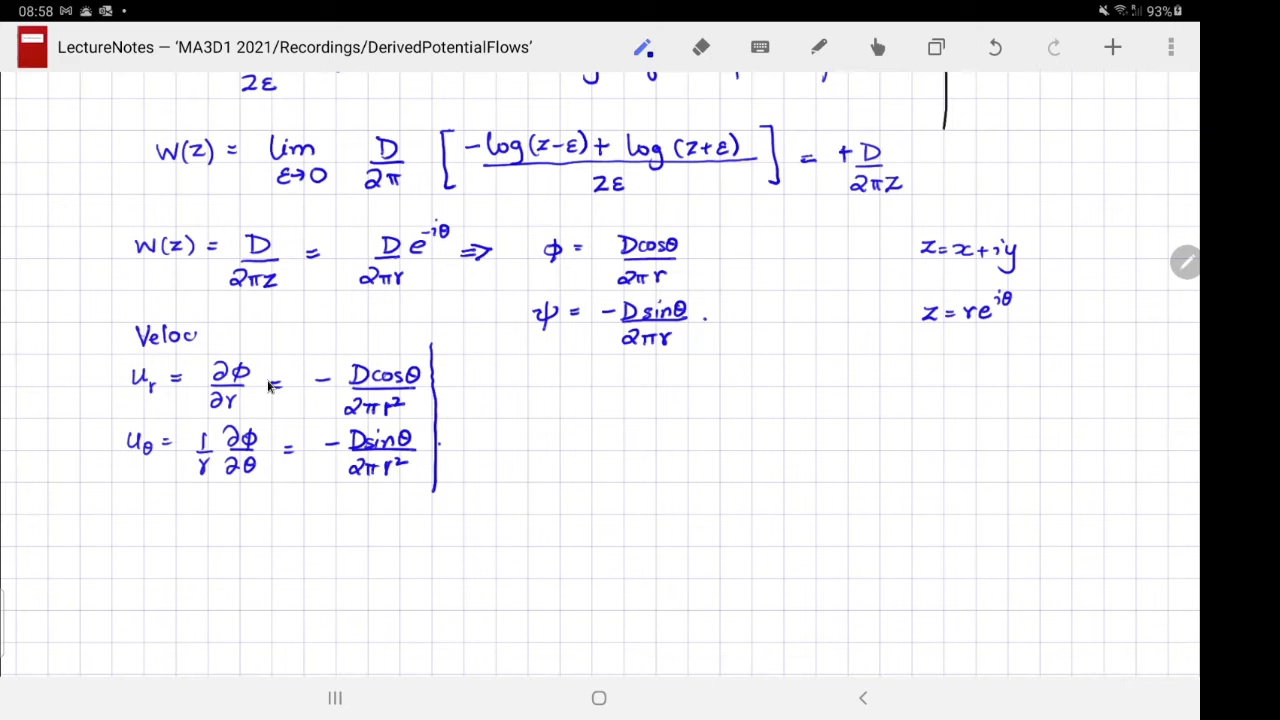 08:58 93%
LectureNotes — ‘MA3D1 2021/Recordings/DerivedPotentialFlows’
2ε
W(z) = lim ε→0 D/2π [ (-log(z-ε) + log(z+ε)) / 2ε ] = +D/2πz
W(z) = D/2πz = D/2πr e^{-iθ} ⇒ ϕ = Dcosθ/2πr z = x + iy
ψ = -Dsinθ/2πr . z = re^{iθ}
Veloc
u_r = ∂ϕ/∂r = - Dcosθ/2πr²
u_θ = 1/r ∂ϕ/∂θ = - Dsinθ/2πr² .